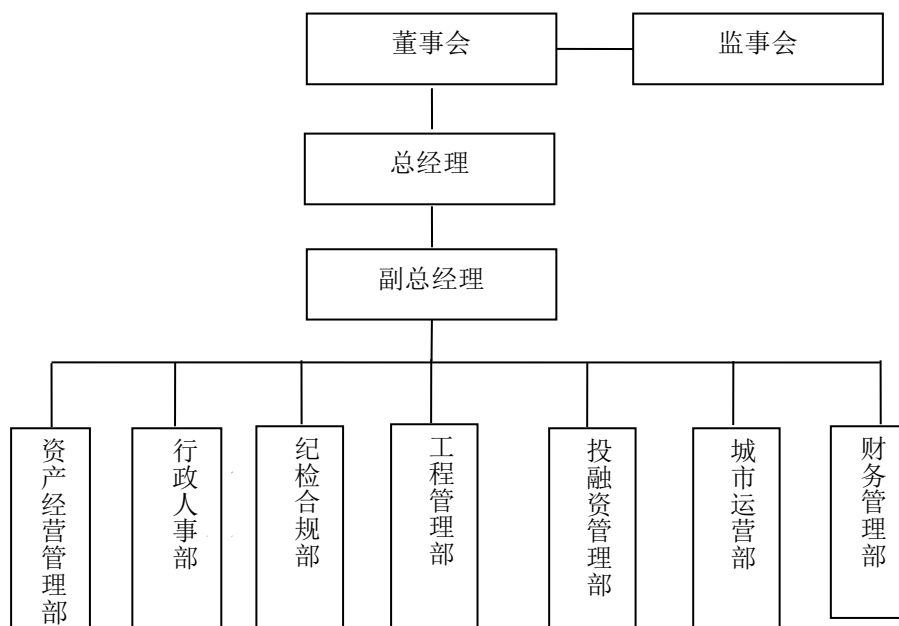 董事会
监事会
总经理
副总经理
资产经营管理部
行政人事部
纪检合规部
工程管理部
投融资管理部
城市运营部
财务管理部